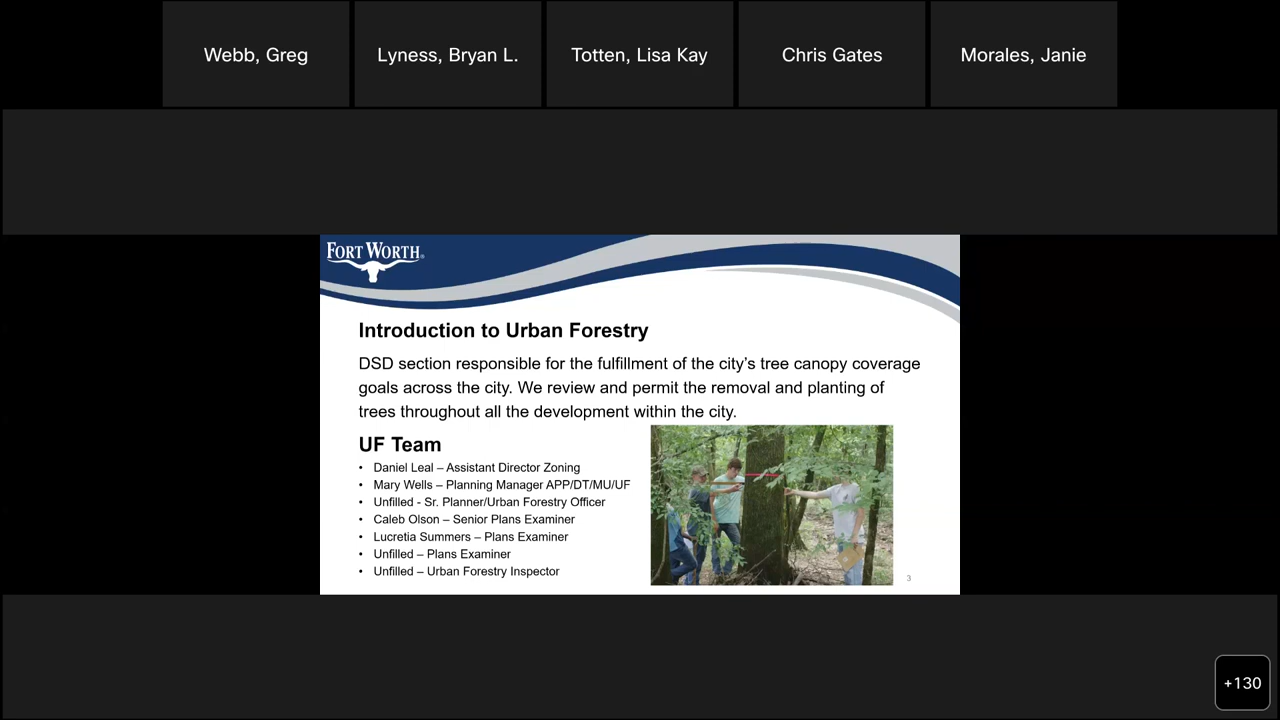 Webb, Greg
Lyness, Bryan L.
Totten, Lisa Kay
Chris Gates
Morales, Janie
FORT WORTH®
Introduction to Urban Forestry
DSD section responsible for the fulfillment of the city’s tree canopy coverage
goals across the city. We review and permit the removal and planting of
trees throughout all the development within the city.
UF Team
• Daniel Leal – Assistant Director Zoning
• Mary Wells – Planning Manager APP/DT/MU/UF
• Unfilled - Sr. Planner/Urban Forestry Officer
• Caleb Olson – Senior Plans Examiner
• Lucretia Summers – Plans Examiner
• Unfilled – Plans Examiner
• Unfilled – Urban Forestry Inspector
3
+130